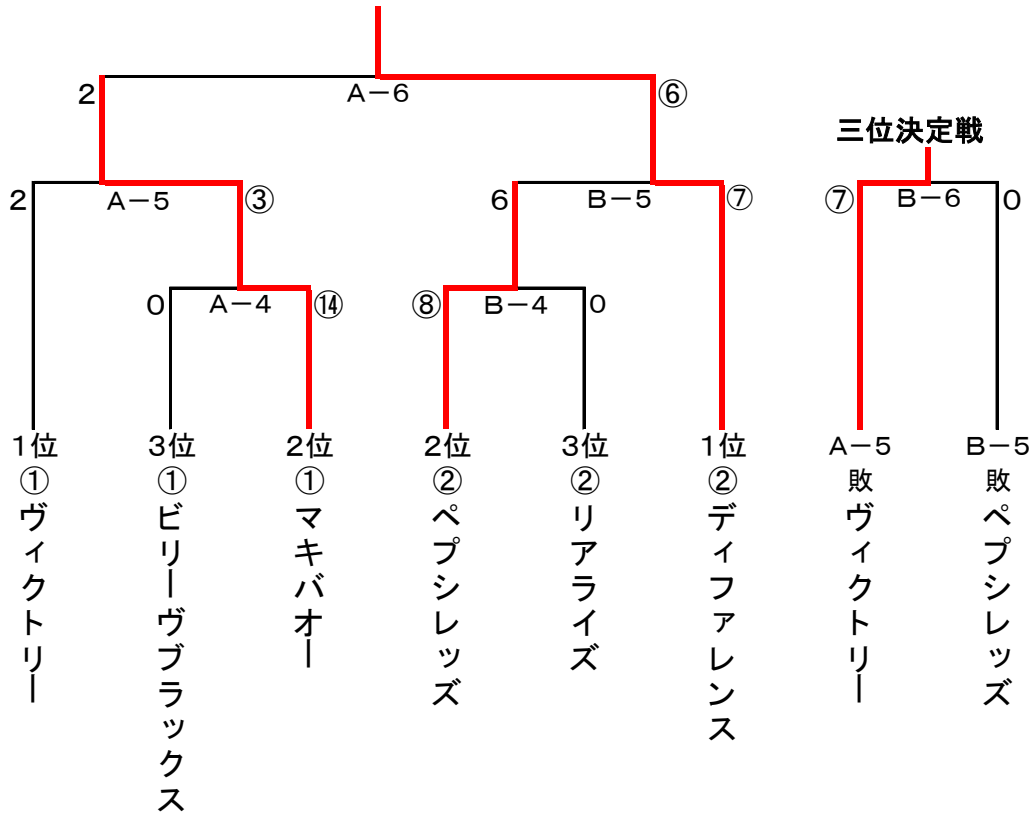 2 A−6 ⑥
三位決定戦
2 A−5 ③ 6 B−5 ⑦ ⑦ B−6 0
0 A−4 ⑭ ⑧ B−4 0
1位 3位 2位 2位 3位 1位 A−5 B−5
① ① ① ② ② ② 敗 敗
ヴィクトリー
ビリーヴブラックス
マキバオー
ペプシレッズ
リアライズ
ディファレンス
ヴィクトリー
ペプシレッズ